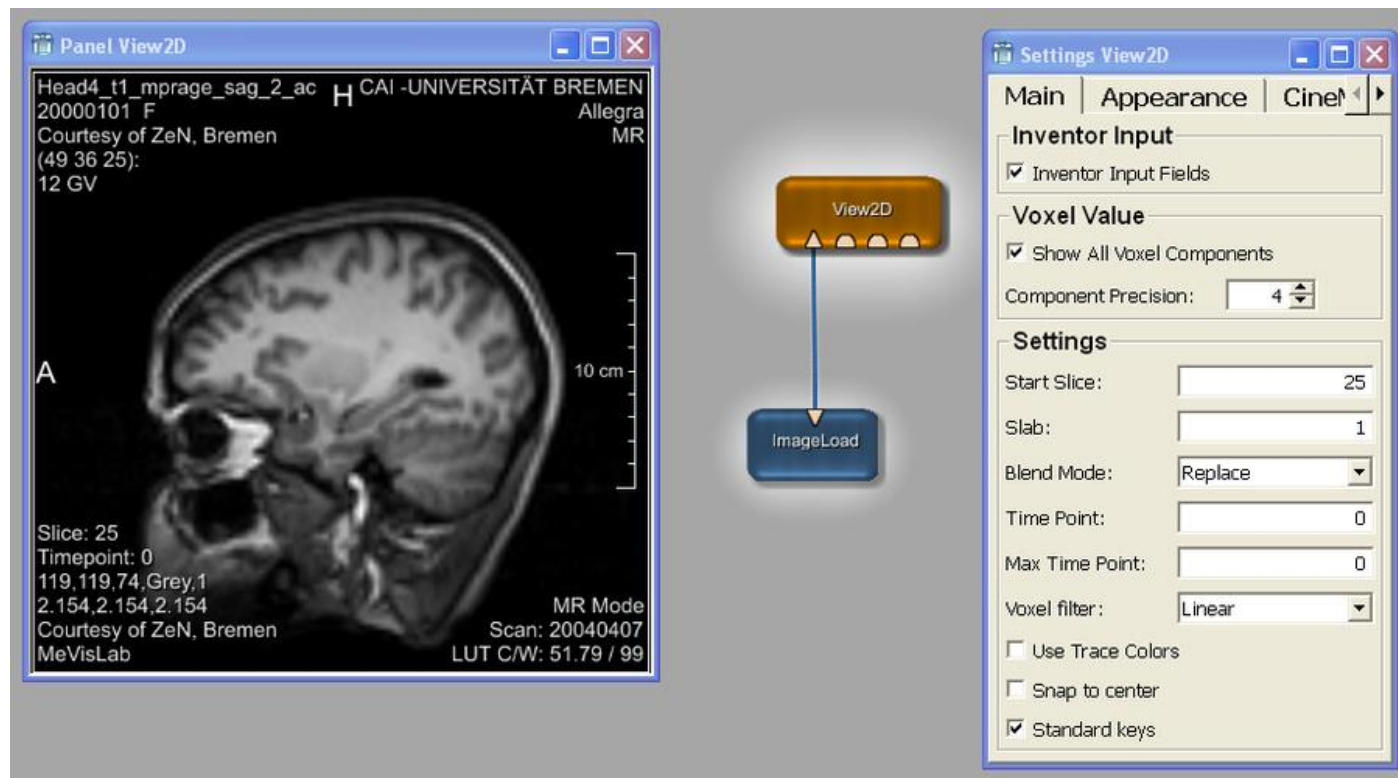 Panel View2D
Head4_t1_mprage_sag_2_ac
20000101 F
Courtesy of ZeN, Bremen
(49 36 25):
12 GV
H
CAI -UNIVERSITÄT BREMEN
Allegra
MR
A
10 cm
Slice: 25
Timepoint: 0
119,119,74,Grey,1
2.154,2.154,2.154
Courtesy of ZeN, Bremen
MeVisLab
MR Mode
Scan: 20040407
LUT C/W: 51.79 / 99
View2D
ImageLoad
Settings View2D
Main Appearance
Inventor Input
Inventor Input Fields
Voxel Value
Show All Voxel Components
Component Precision: 4
Settings
Start Slice: 25
Slab: 1
Blend Mode: Replace
Time Point: 0
Max Time Point: 0
Voxel filter: Linear
Use Trace Colors
Snap to center
Standard keys